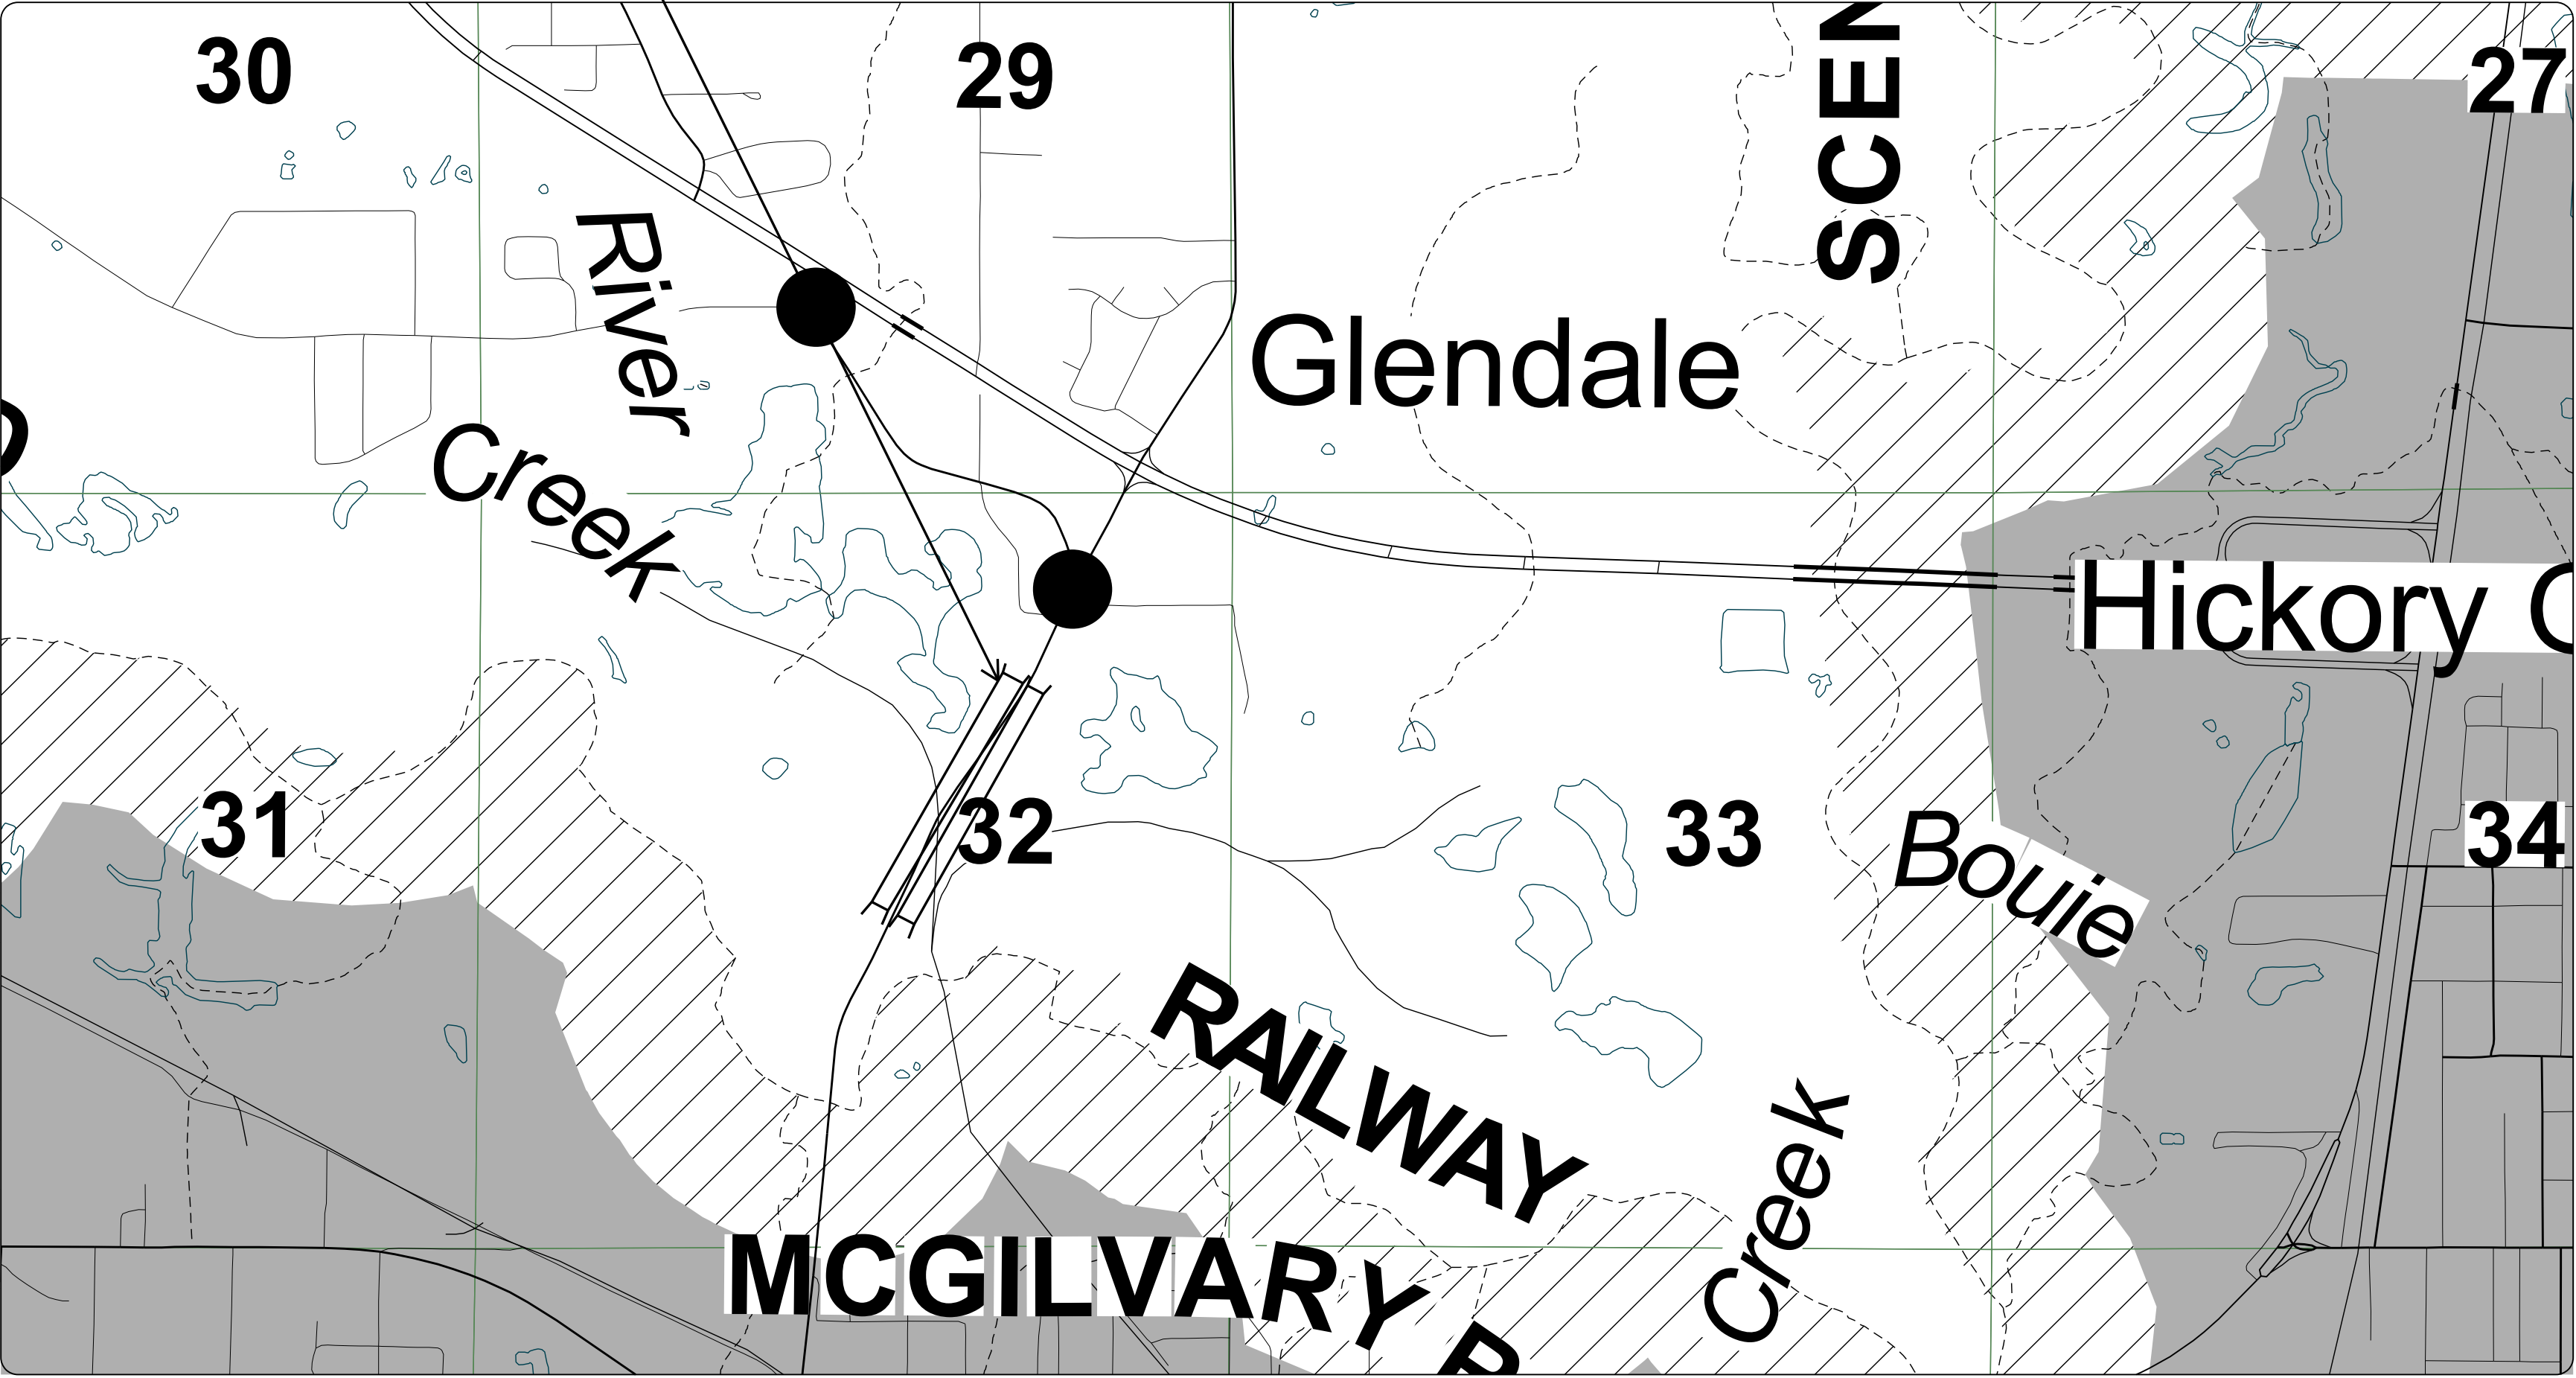 30
29
27
SCEN
River
Glendale
Creek
Hickory
31
32
33
34
Bouie
RAILWAY
Creek
MCGILVARY